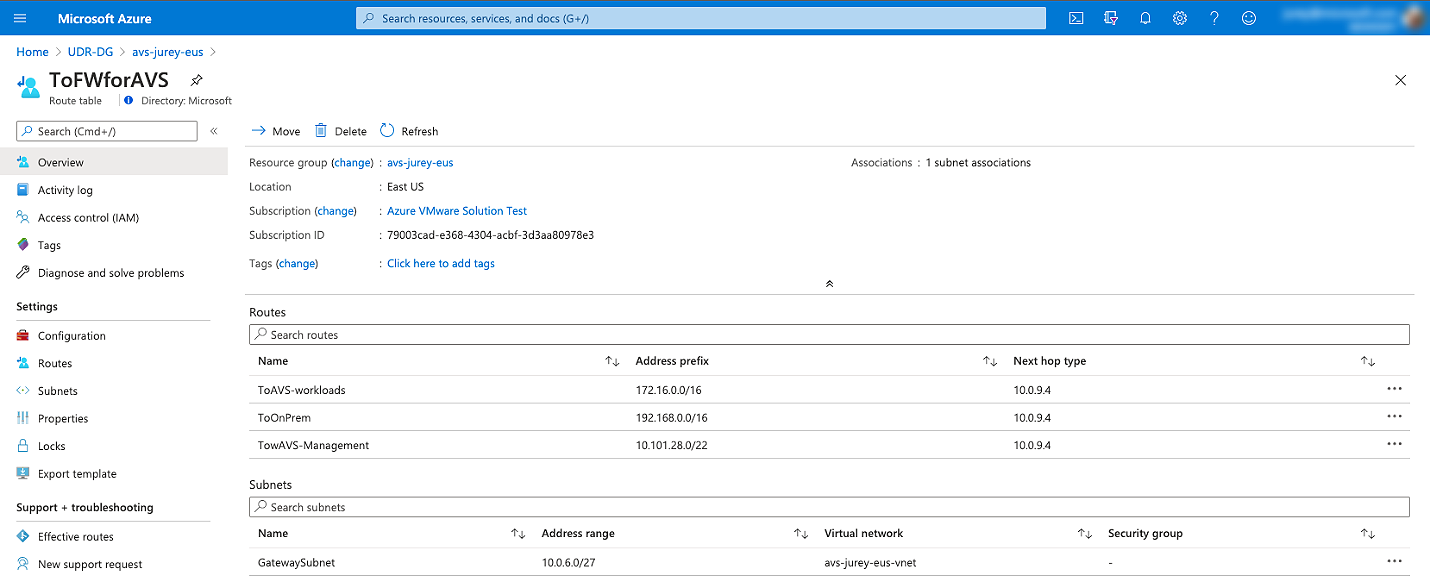 Microsoft Azure
Search resources, services, and docs (G+/)
Home > UDR-DG > avs-jurey-eus >
ToFWforAVS
Route table
Directory: Microsoft
Search (Cmd+/)
«
Overview
Activity log
Access control (IAM)
Tags
Diagnose and solve problems
Settings
Configuration
Routes
Subnets
Properties
Locks
Export template
Support + troubleshooting
Effective routes
New support request
Move Delete Refresh
Resource group (change) : avs-jurey-eus
Location : East US
Subscription (change) : Azure VMware Solution Test
Subscription ID : 79003cad-e368-4304-acbf-3d3aa80978e3
Tags (change) : Click here to add tags
Associations : 1 subnet associations
Routes
Search routes
Name Address prefix Next hop type
ToAVS-workloads 172.16.0.0/16 10.0.9.4 ...
ToOnPrem 192.168.0.0/16 10.0.9.4 ...
TowAVS-Management 10.101.28.0/22 10.0.9.4 ...
Subnets
Search subnets
Name Address range Virtual network Security group
GatewaySubnet 10.0.6.0/27 avs-jurey-eus-vnet - ...